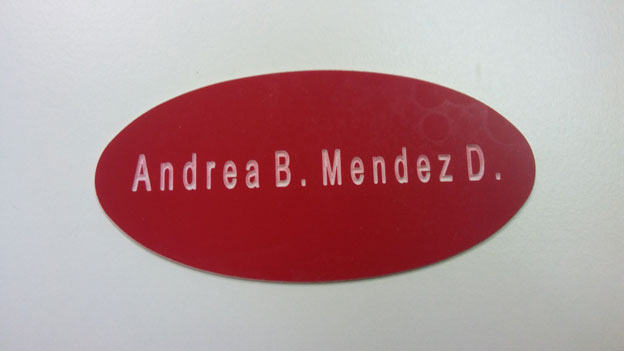 Andrea B. Mendez D.